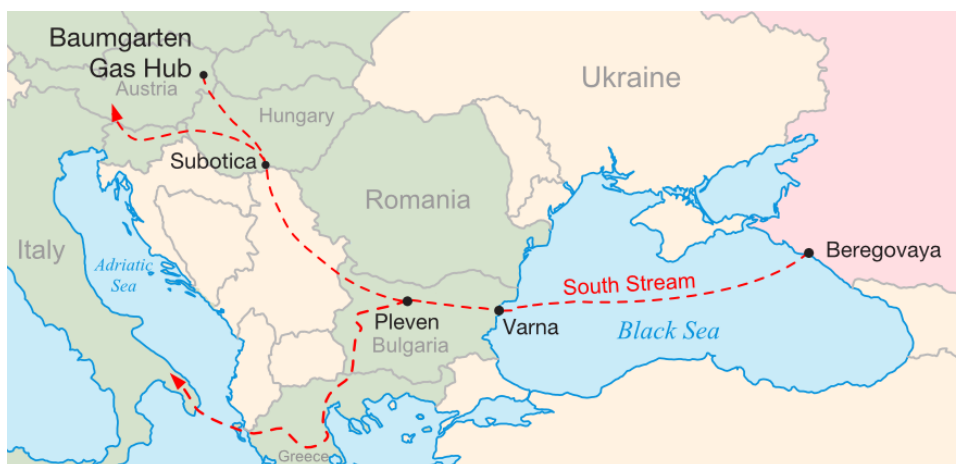 Baumgarten
Gas Hub
Austria
Ukraine
Hungary
Subotica
Romania
Italy
Adriatic
Sea
Beregovaya
South Stream
Pleven
Varna
Black Sea
Bulgaria
Greece